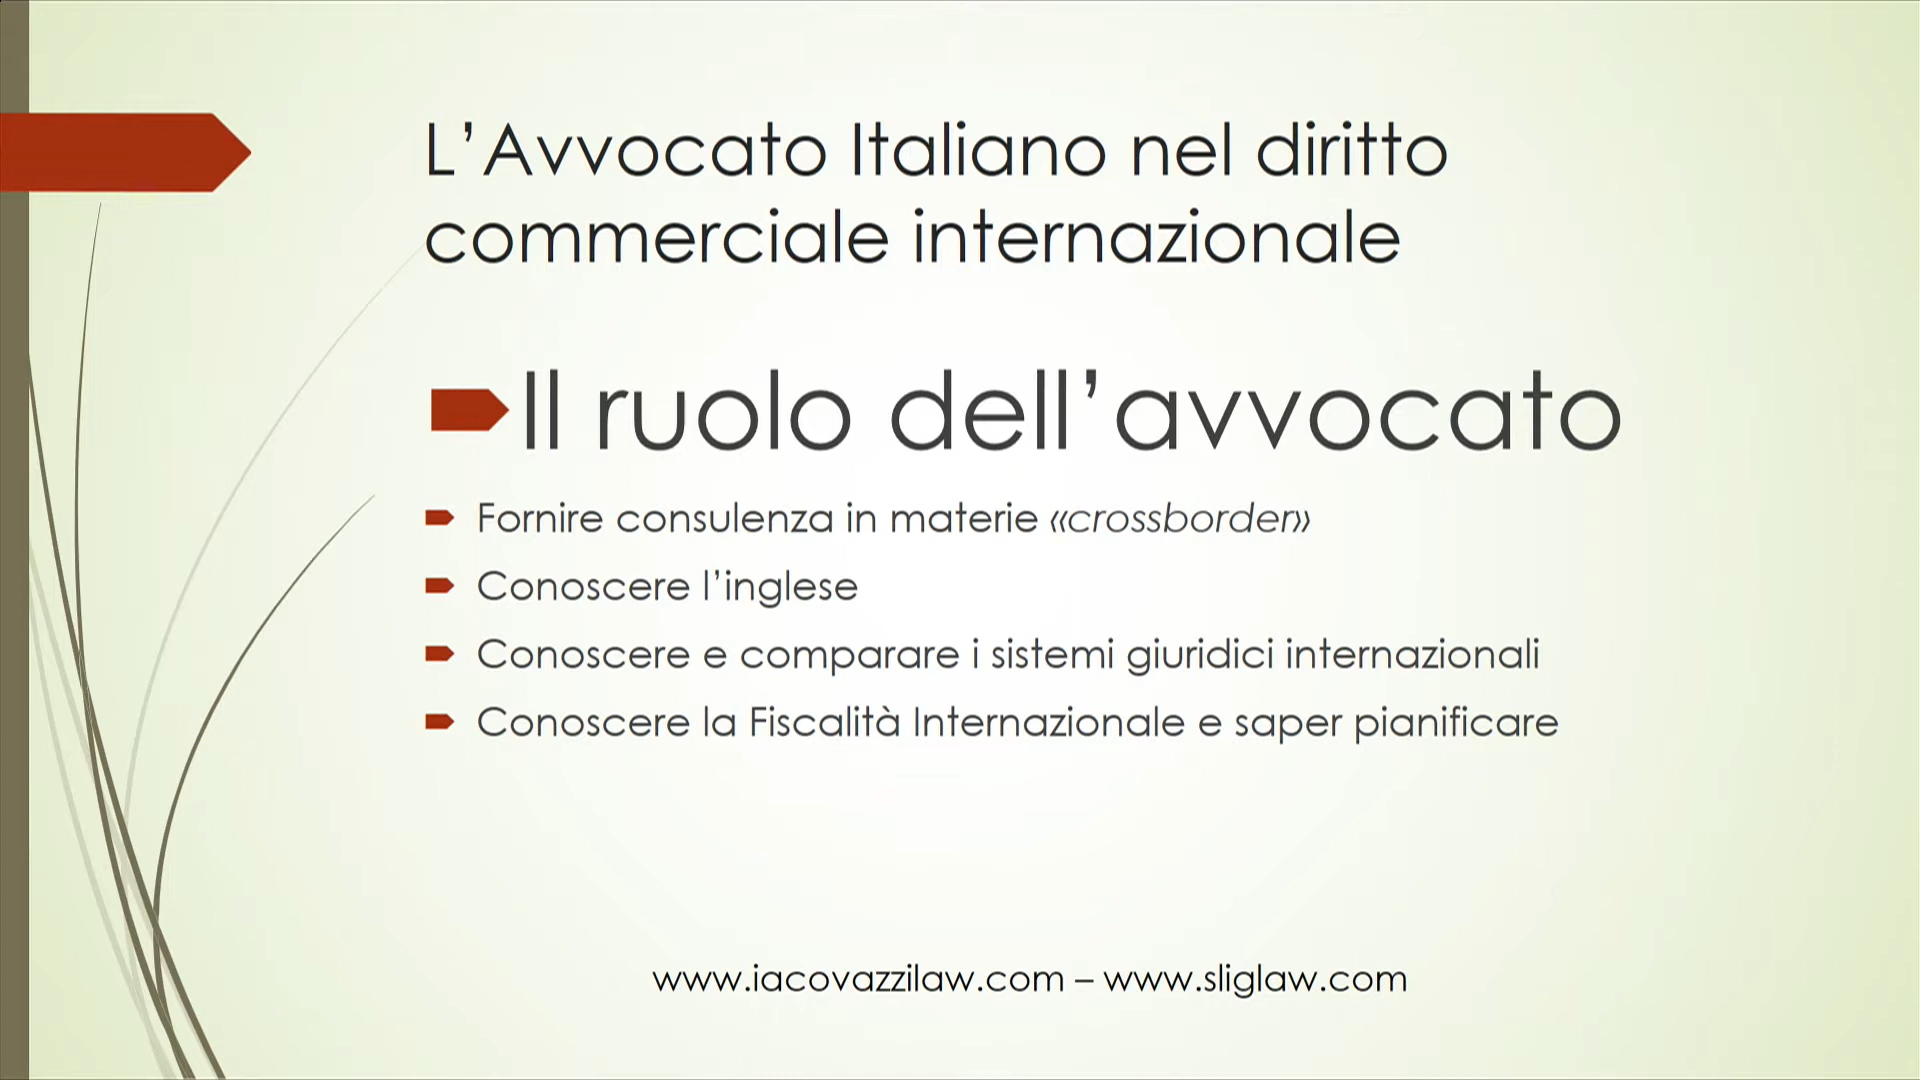 L’Avvocato Italiano nel diritto
commerciale internazionale
Il ruolo dell’avvocato
Fornire consulenza in materie «crossborder»
Conoscere l’inglese
Conoscere e comparare i sistemi giuridici internazionali
Conoscere la Fiscalità Internazionale e saper pianificare
www.iacovazzilaw.com – www.sliglaw.com